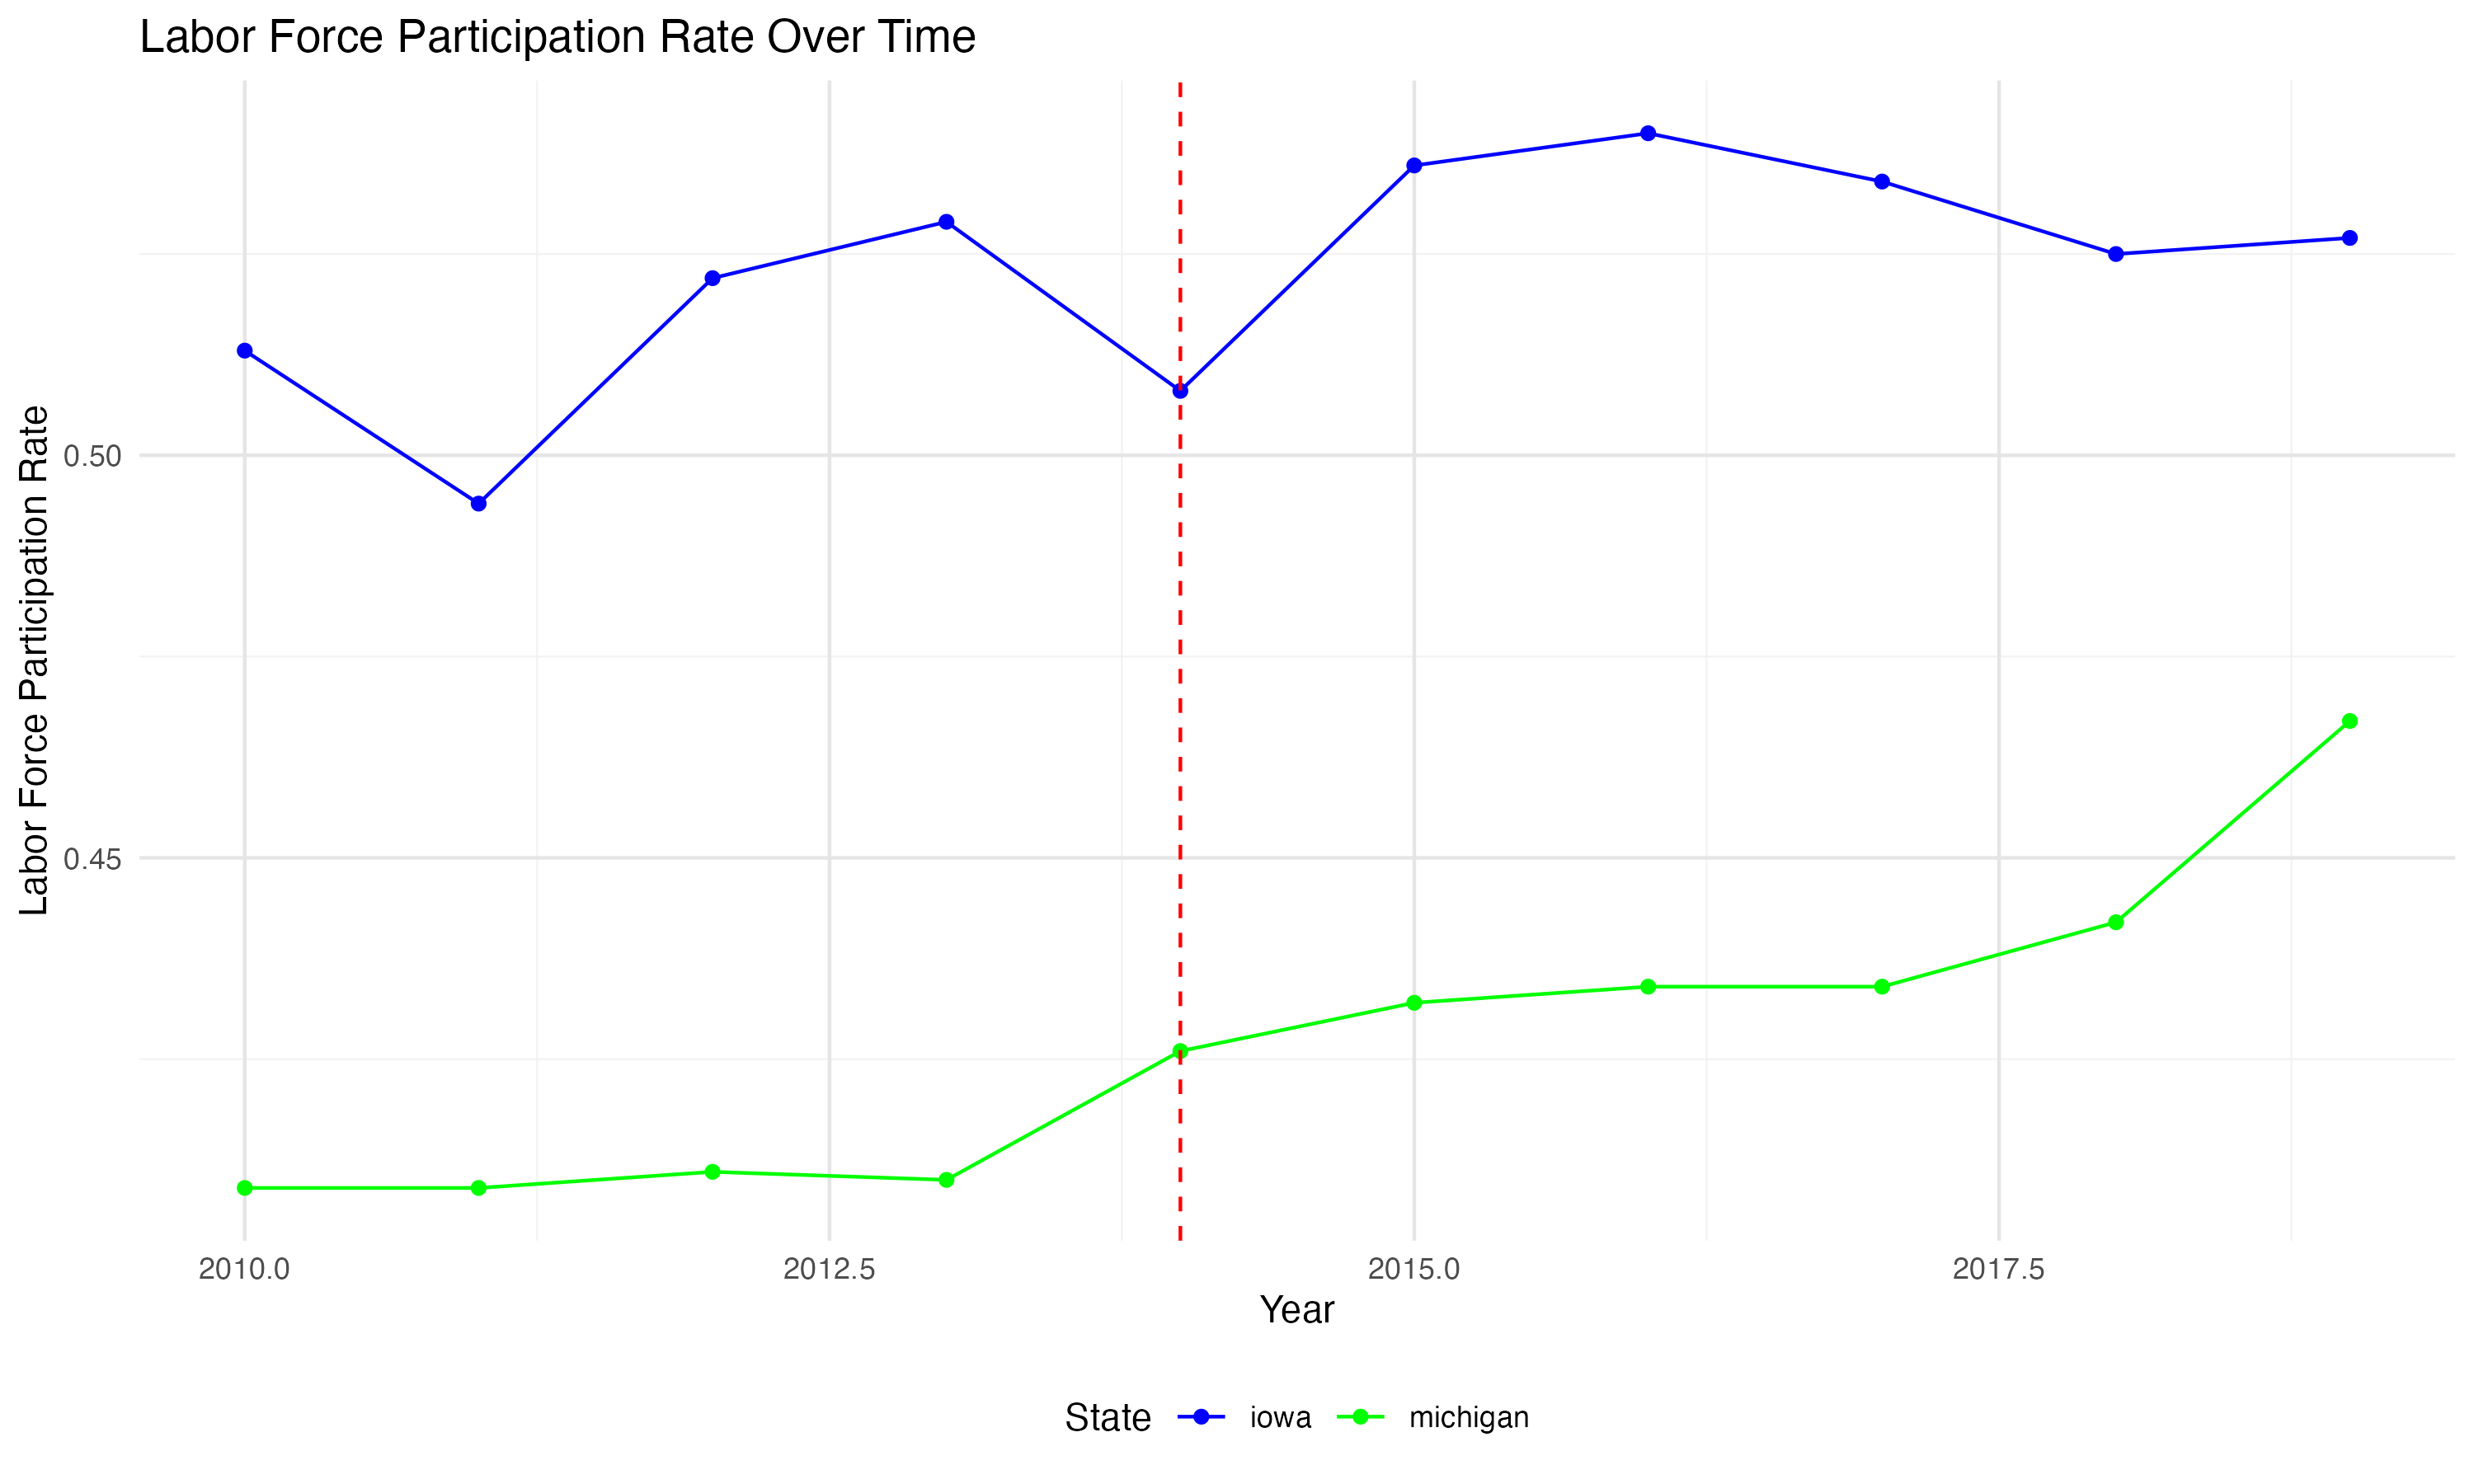 Labor Force Participation Rate Over Time
Labor Force Participation Rate
0.50
0.45
2010.0 2012.5 2015.0 2017.5
Year
State iowa michigan